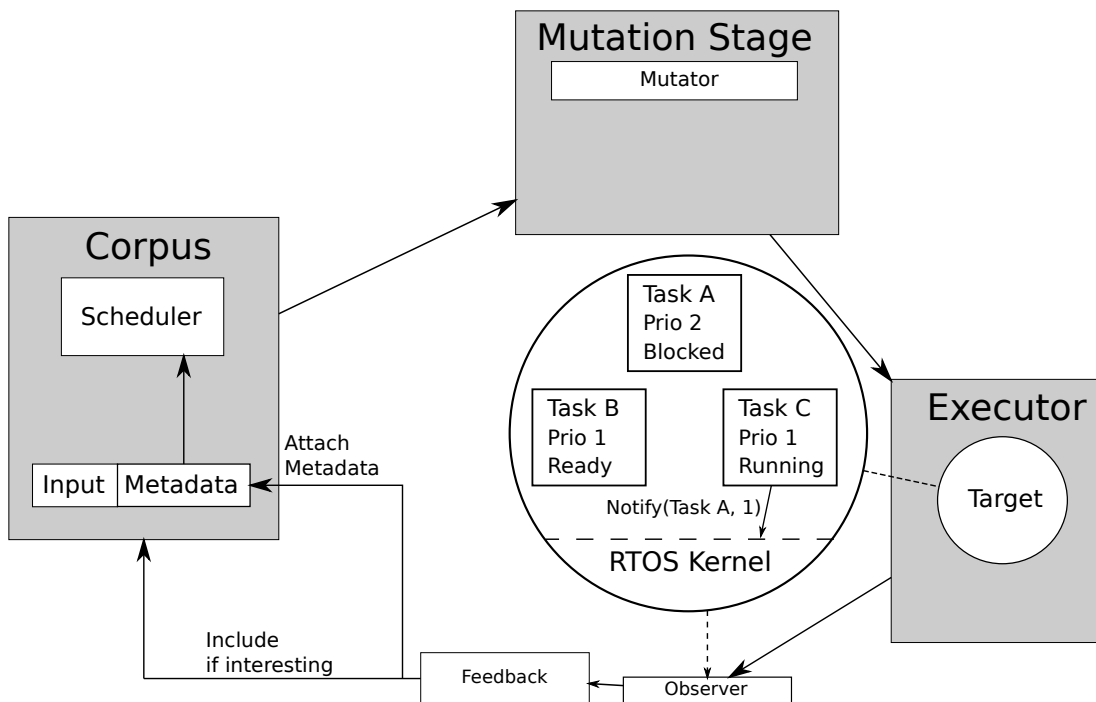 Mutation Stage
Mutator
Corpus
Scheduler
Input
Metadata
Attach
Metadata
Task A
Prio 2
Blocked
Task B
Prio 1
Ready
Task C
Prio 1
Running
Notify(Task A, 1)
RTOS Kernel
Executor
Target
Include
if interesting
Feedback
Observer